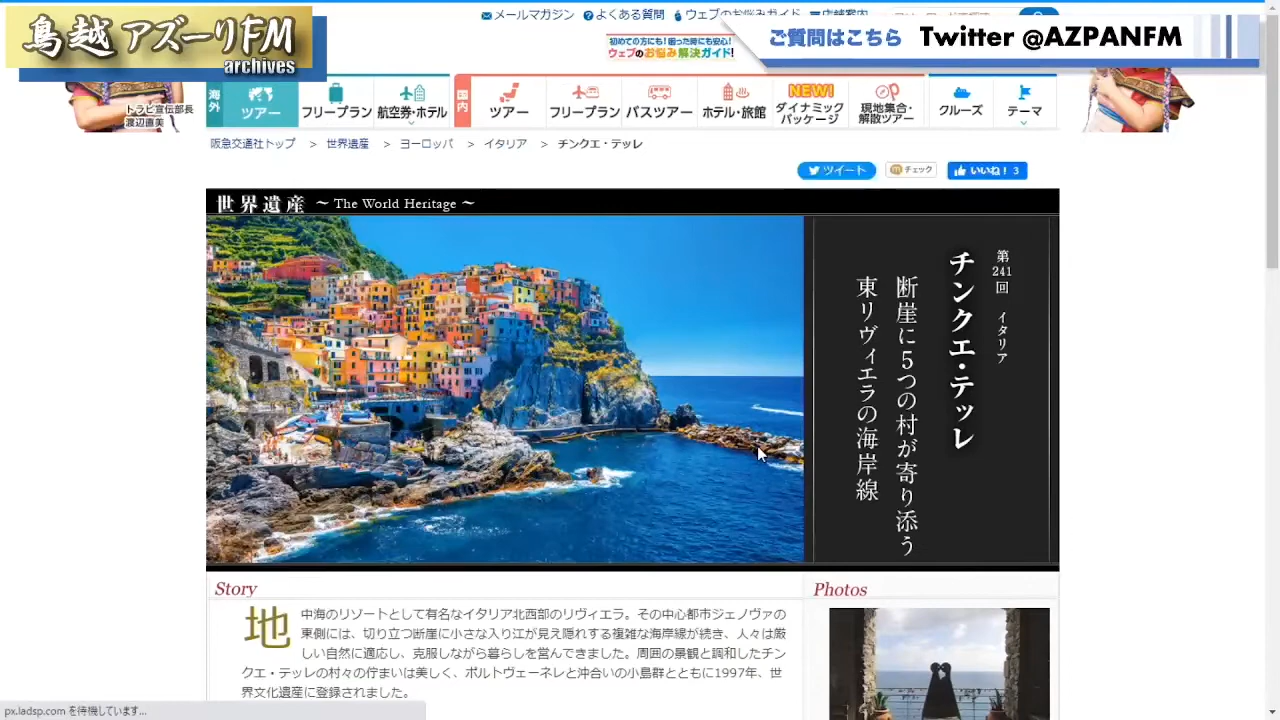 鳥越アズーリFM
archives
メールマガジン
よくある質問
ご質問はこちら Twitter @AZPANFM
初めての方にも!困った時にも安心!
ウェブのお悩み解決ガイド!
トラピ宣伝部長
渡辺直美
海外
ツアー
フリープラン
航空券・ホテル
国内
ツアー
フリープラン
バスツアー
ホテル・旅館
NEW!
ダイナミック
パッケージ
現地集合・
解散ツアー
クルーズ
テーマ
阪急交通社トップ > 世界遺産 > ヨーロッパ > イタリア > チンクエ・テッレ
ツイート
チェック
いいね! 3
世界遺産 ~ The World Heritage ~
第241回 イタリア
チンクエ・テッレ
断崖に5つの村が寄り添う
東リヴィエラの海岸線
Story
地中海のリゾートとして有名なイタリア北西部のリヴィエラ。その中心都市ジェノヴァの
東側には、切り立つ断崖に小さな入り江が見え隠れする複雑な海岸線が続き、人々は厳
しい自然に適応し、克服しながら暮らしを営んできました。周囲の景観と調和したチン
クエ・テッレの村々の佇まいは美しく、ポルトヴェーネレと沖合いの小島群とともに1997年、世
界文化遺産に登録されました。
Photos
px.ladsp.com を待機しています...